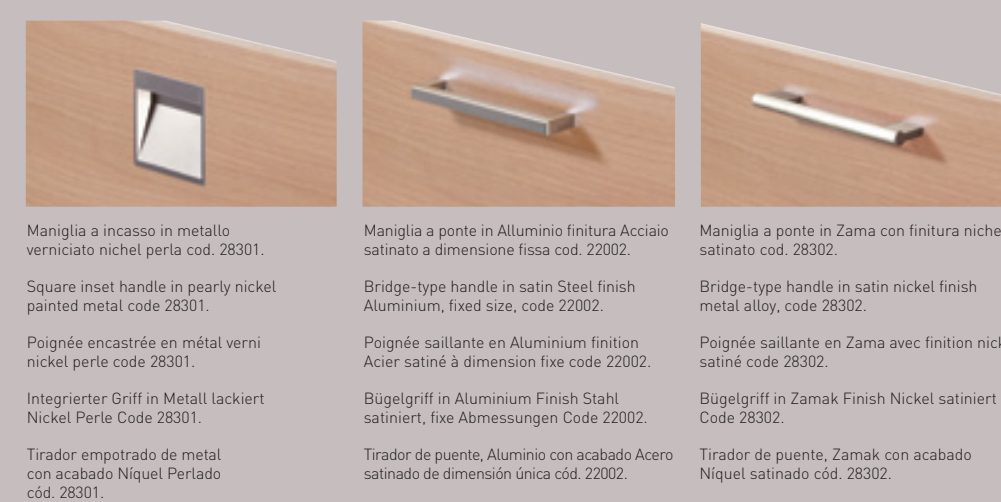 Maniglia a incasso in metallo
verniciato nichel perla cod. 28301.
Square inset handle in pearly nickel
painted metal code 28301.
Poignée encastrée en métal verni
nickel perle code 28301.
Integrierter Griff in Metall lackiert
Nickel Perle Code 28301.
Tirador empotrado de metal
con acabado Níquel Perlado
cód. 28301.
Maniglia a ponte in Alluminio finitura Acciaio
satinato a dimensione fissa cod. 22002.
Bridge-type handle in satin Steel finish
Aluminium, fixed size, code 22002.
Poignée saillante en Aluminium finition
Acier satiné à dimension fixe code 22002.
Bügelgriff in Aluminium Finish Stahl
satiniert, fixe Abmessungen Code 22002.
Tirador de puente, Aluminio con acabado Acero
satinado de dimensión única cód. 22002.
Maniglia a ponte in Zama con finitura niche
satinato cod. 28302.
Bridge-type handle in satin nickel finish
metal alloy, code 28302.
Poignée saillante en Zama avec finition nick
satiné code 28302.
Bügelgriff in Zamak Finish Nickel satiniert
Code 28302.
Tirador de puente, Zamak con acabado
Níquel satinado cód. 28302.